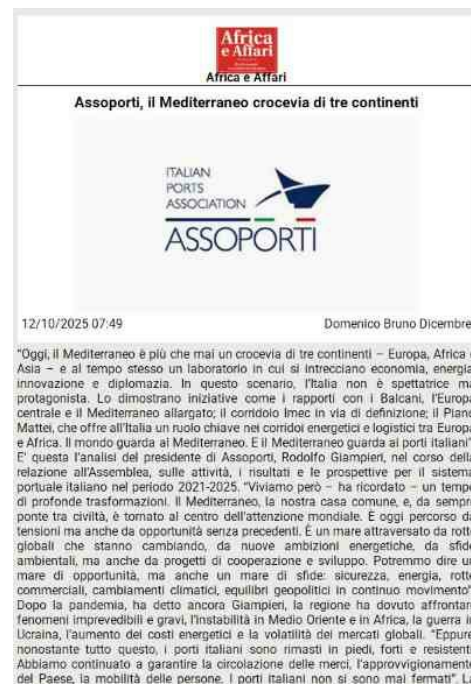 Africa
e Affari
Africa e Affari
Assoporti, il Mediterraneo crocevia di tre continenti
ITALIAN
PORTS
ASSOCIATION
ASSOPORTI
12/10/2025 07:49
Domenico Bruno Dicembre
"Oggi, il Mediterraneo è più che mai un crocevia di tre continenti – Europa, Africa e
Asia – e al tempo stesso un laboratorio in cui si intrecciano economia, energia,
innovazione e diplomazia. In questo scenario, l'Italia non è spettatrice ma
protagonista. Lo dimostrano iniziative come i rapporti con i Balcani, l'Europa
centrale e il Mediterraneo allargato; il corridoio Imec in via di definizione; il Piano
Mattei, che offre all'Italia un ruolo chiave nei corridoi energetici e logistici tra Europa
e Africa. Il mondo guarda al Mediterraneo. E il Mediterraneo guarda ai porti italiani".
E' questa l'analisi del presidente di Assoporti, Rodolfo Giampieri, nel corso della
relazione all'Assemblea, sulle attività, i risultati e le prospettive per il sistema
portuale italiano nel periodo 2021-2025. "Viviamo però – ha ricordato – un tempo
di profonde trasformazioni. Il Mediterraneo, la nostra casa comune, e, da sempre
ponte tra civiltà, è tornato al centro dell'attenzione mondiale. È oggi percorso da
tensioni ma anche da opportunità senza precedenti. È un mare attraversato da rotte
globali che stanno cambiando, da nuove ambizioni energetiche, da sfide
ambientali, ma anche da progetti di cooperazione e sviluppo. Potremmo dire un
mare di opportunità, ma anche un mare di sfide: sicurezza, energia, rotte
commerciali, cambiamenti climatici, equilibri geopolitici in continuo movimento".
Dopo la pandemia, ha detto ancora Giampieri, la regione ha dovuto affrontare
fenomeni imprevedibili e gravi, l'instabilità in Medio Oriente e in Africa, la guerra in
Ucraina, l'aumento dei costi energetici e la volatilità dei mercati globali. "Eppure,
nonostante tutto questo, i porti italiani sono rimasti in piedi, forti e resistenti.
Abbiamo continuato a garantire la circolazione delle merci, l'approvvigionamento
del Paese, la mobilità delle persone. I porti italiani non si sono mai fermati". La